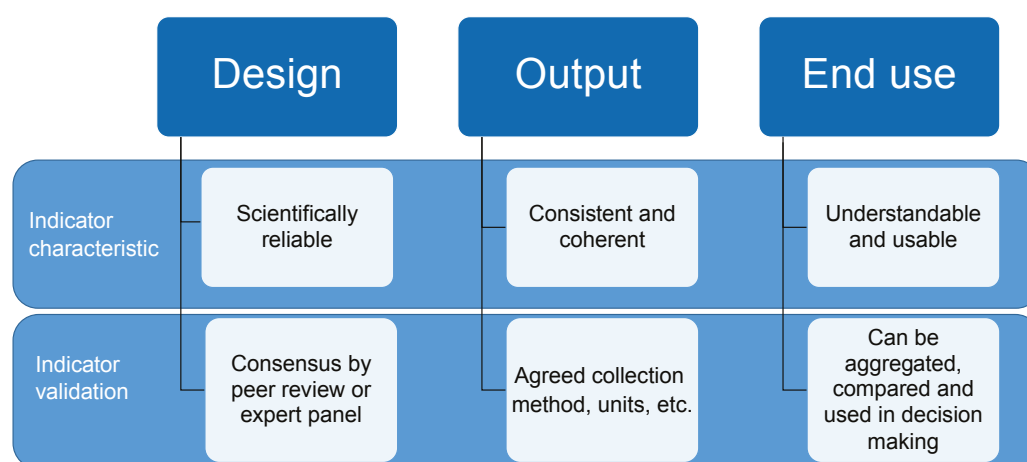 Design
Output
End use
Indicator
characteristic
Scientifically
reliable
Consistent and
coherent
Understandable
and usable
Indicator
validation
Consensus by
peer review or
expert panel
Agreed collection
method, units, etc.
Can be
aggregated,
compared and
used in decision
making